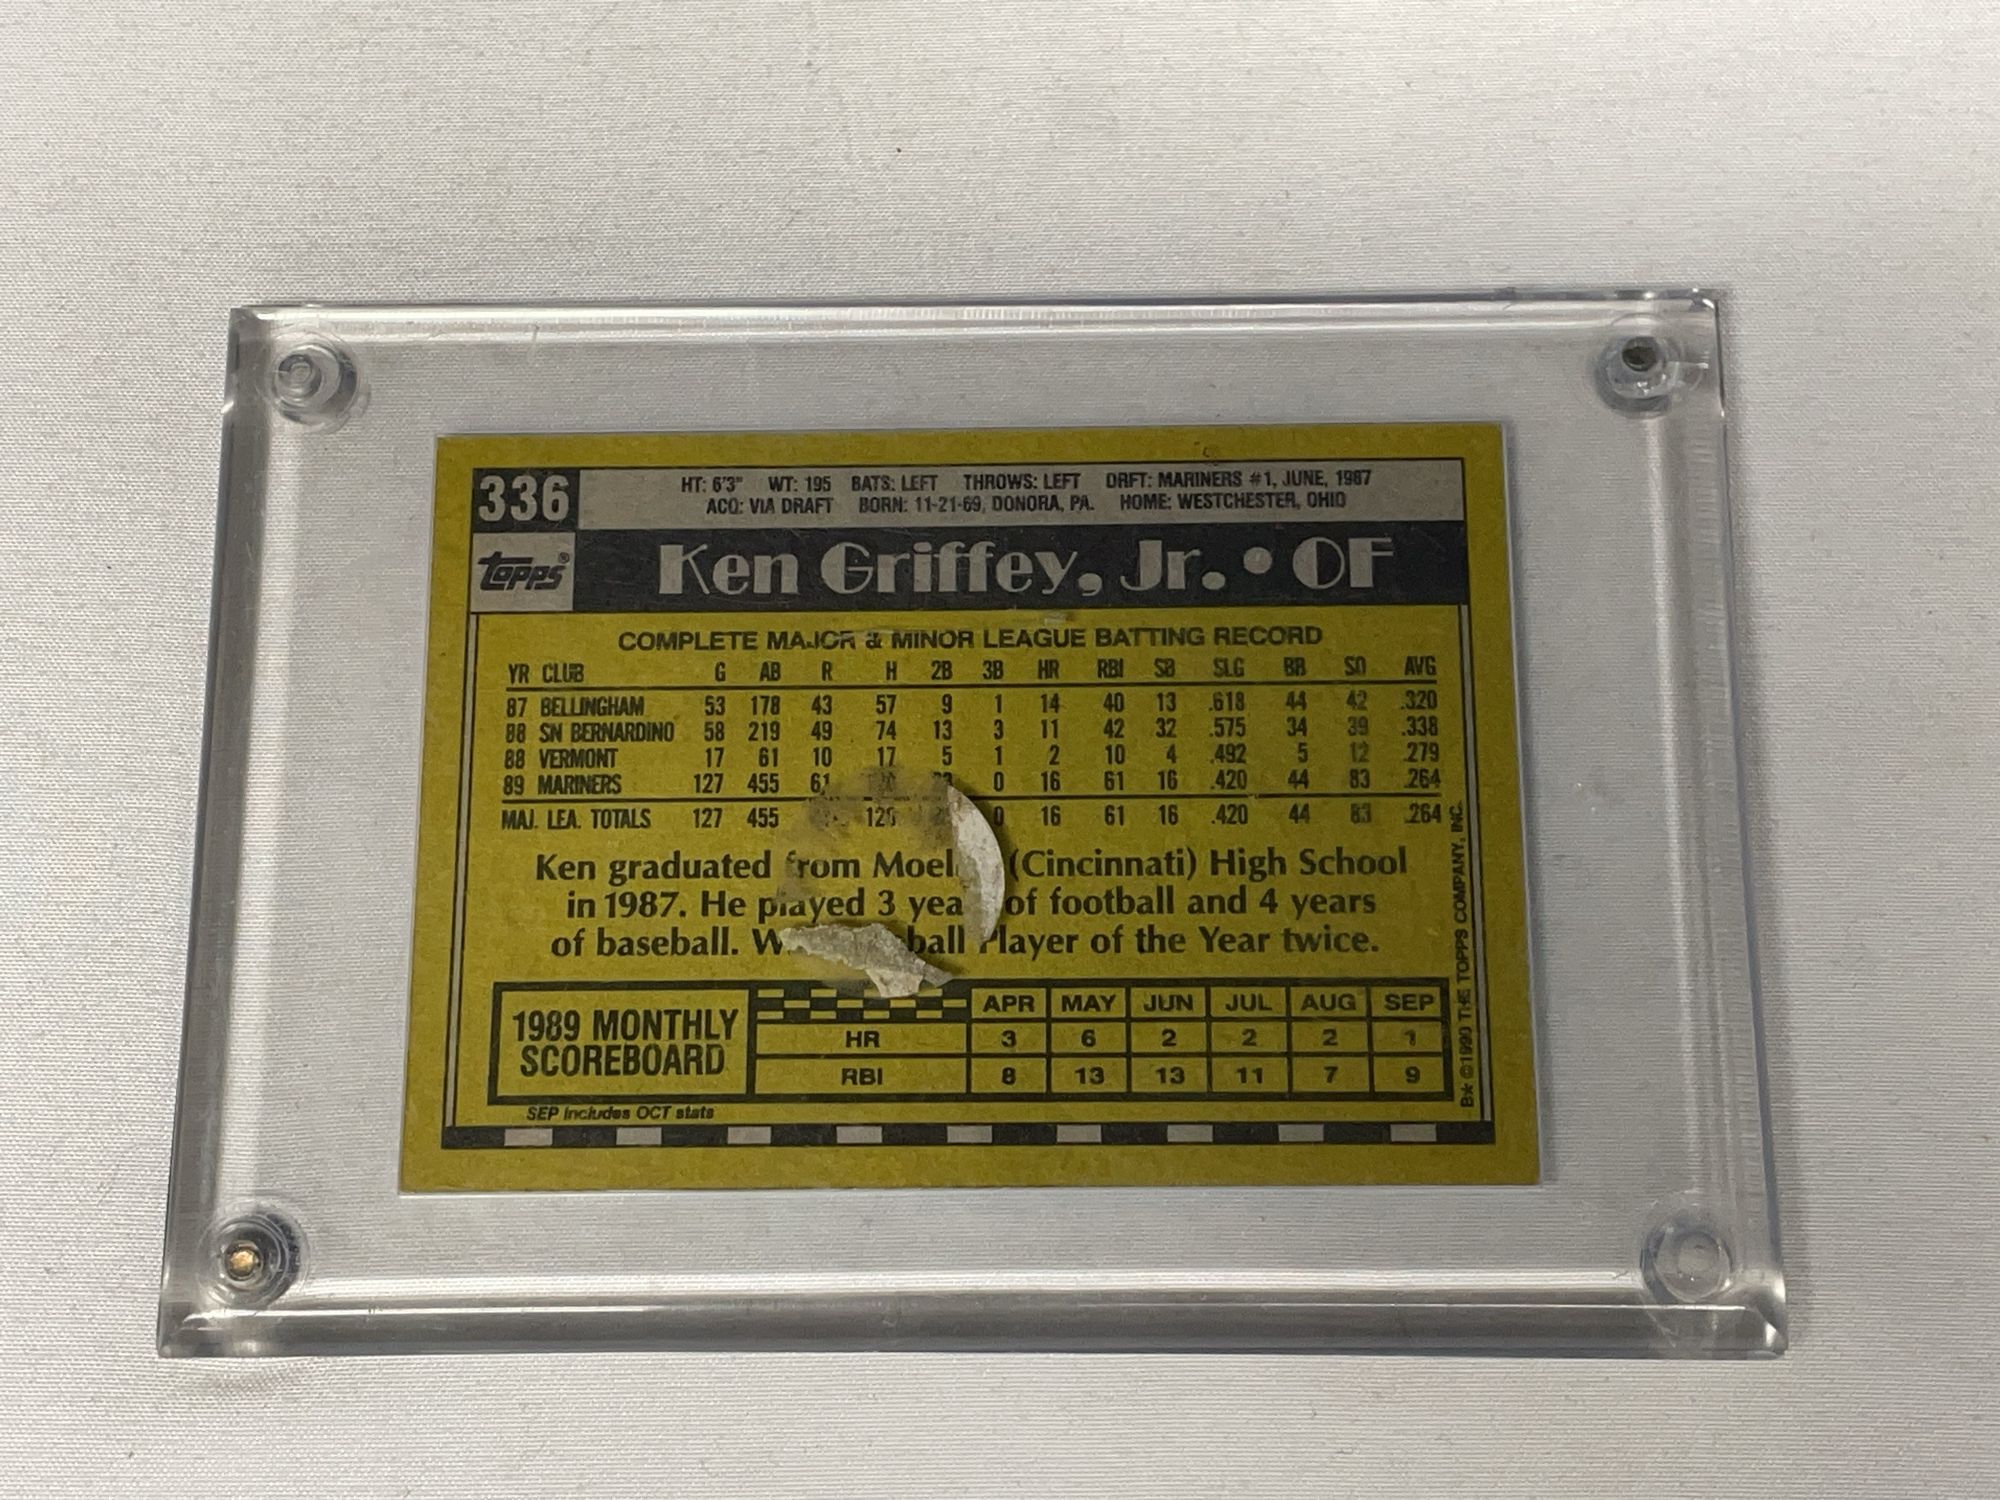 336 HT: 6'3" WT: 195 BATS: LEFT THROWS: LEFT DRFT: MARINERS #1, JUNE, 1987
ACQ: VIA DRAFT BORN: 11-21-69, DONORA, PA. HOME: WESTCHESTER, OHIO
topps® Ken Griffey, Jr. • OF
COMPLETE MAJOR & MINOR LEAGUE BATTING RECORD
YR CLUB G AB R H 2B 3B HR RBI SB SLG BB SO AVG
87 BELLINGHAM 53 178 43 57 9 1 14 40 13 .618 44 42 .320
88 SN BERNARDINO 58 219 49 74 13 3 11 42 32 .575 34 39 .338
88 VERMONT 17 61 10 17 5 1 2 10 4 .492 5 12 .279
89 MARINERS 127 455 61 0 16 61 16 .420 44 83 .264
MAJ. LEA. TOTALS 127 455 120 0 16 61 16 .420 44 83 .264
Ken graduated from (Cincinnati) High School
in 1987. He played 3 of football and 4 years
of baseball. Player of the Year twice.
1989 MONTHLY SCOREBOARD
APR MAY JUN JUL AUG SEP
HR 3 6 2 2 2 1
RBI 8 13 13 11 7 9
SEP includes OCT stats
B* ©1990 THE TOPPS COMPANY, INC.